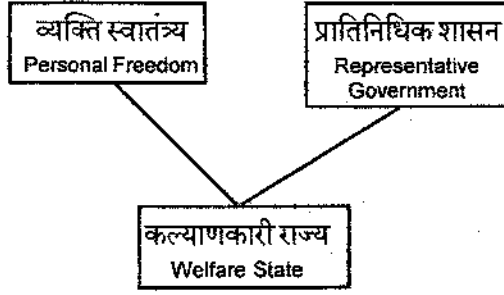 व्यक्ति स्वातंत्र्य
Personal Freedom
प्रातिनिधिक शासन
Representative
Government
कल्याणकारी राज्य
Welfare State